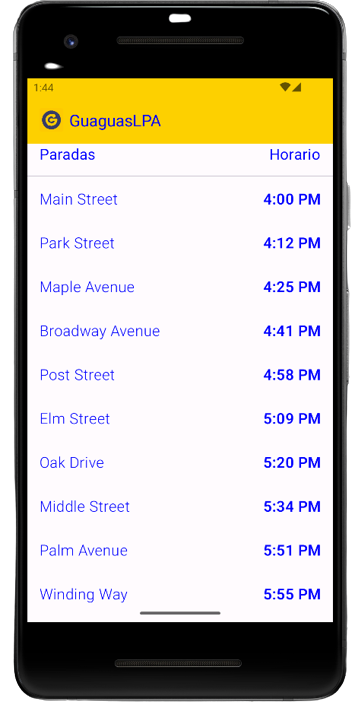 1:44
GuaguasLPA
Paradas Horario
Main Street 4:00 PM
Park Street 4:12 PM
Maple Avenue 4:25 PM
Broadway Avenue 4:41 PM
Post Street 4:58 PM
Elm Street 5:09 PM
Oak Drive 5:20 PM
Middle Street 5:34 PM
Palm Avenue 5:51 PM
Winding Way 5:55 PM